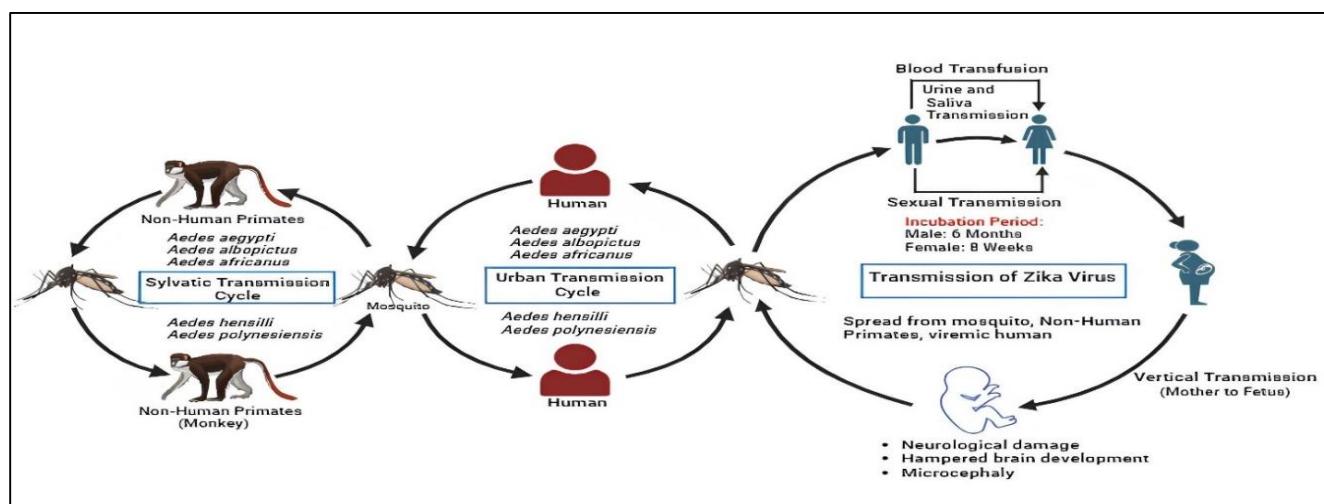 Non-Human Primates
Aedes aegypti
Aedes albopictus
Aedes africanus
Sylvatic Transmission
Cycle
Aedes hensilli
Aedes polynesiensis
Non-Human Primates
(Monkey)
Mosquito
Human
Aedes aegypti
Aedes albopictus
Aedes africanus
Urban Transmission
Cycle
Aedes hensilli
Aedes polynesiensis
Human
Blood Transfusion
Urine and
Saliva
Transmission
Sexual Transmission
Incubation Period:
Male: 6 Months
Female: 8 Weeks
Transmission of Zika Virus
Spread from mosquito, Non-Human
Primates, viremic human
Vertical Transmission
(Mother to Fetus)
• Neurological damage
• Hampered brain development
• Microcephaly